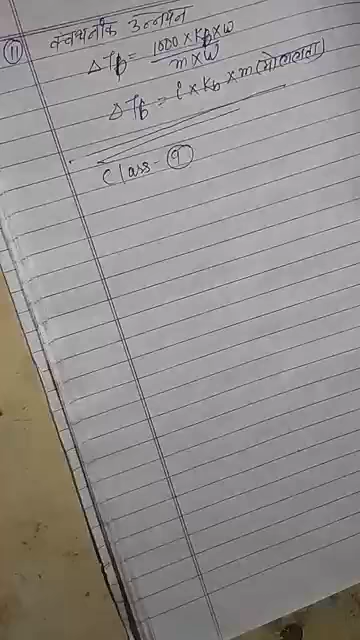 (11) क्वथनांक उन्नयन
ΔTb = 1000 × Kb × w
m × W
ΔTb = i × Kb × m (मोललता)
Class - (9)